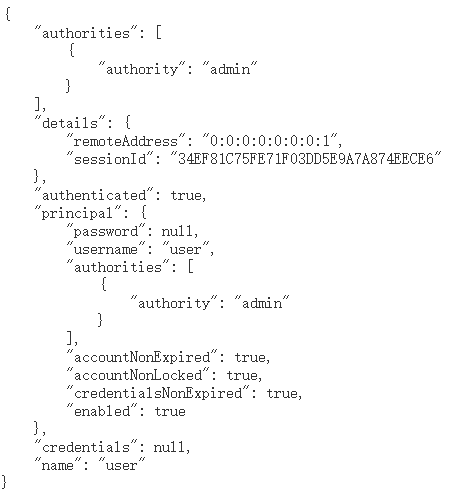 {
    "authorities": [
        {
            "authority": "admin"
        }
    ],
    "details": {
        "remoteAddress": "0:0:0:0:0:0:0:1",
        "sessionId": "34EF81C75FE71F03DD5E9A7A874EECE6"
    },
    "authenticated": true,
    "principal": {
        "password": null,
        "username": "user",
        "authorities": [
            {
                "authority": "admin"
            }
        ],
        "accountNonExpired": true,
        "accountNonLocked": true,
        "credentialsNonExpired": true,
        "enabled": true
    },
    "credentials": null,
    "name": "user"
}